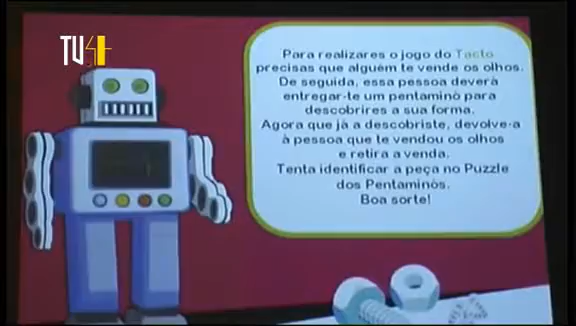 TV
Para realizares o jogo do Tacto
precisas que alguém te vende os olhos.
De seguida, essa pessoa deverá
entregar-te um pentaminó para
descobrires a sua forma.
Agora que já a descobriste, devolve-a
à pessoa que te vendou os olhos
e retira a venda.
Tenta identificar a peça no Puzzle
dos Pentaminós.
Boa sorte!